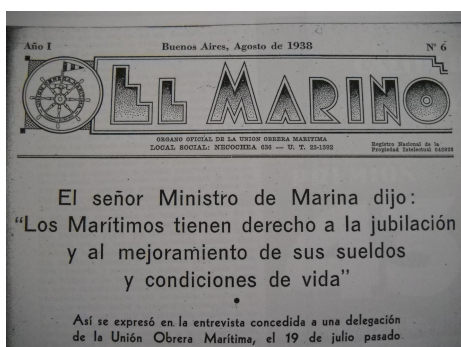 Año I Buenos Aires, Agosto de 1938 Nº 6
EL MARINO
ORGANO OFICIAL DE LA UNION OBRERA MARITIMA
LOCAL SOCIAL: NECOCHEA 636 — U. T. 23-1392
Registro Nacional de la
Propiedad Intelectual
El señor Ministro de Marina dijo:
“Los Marítimos tienen derecho a la jubilación
y al mejoramiento de sus sueldos
y condiciones de vida”
•
Así se expresó en la entrevista concedida a una delegación
de la Unión Obrera Marítima, el 19 de julio pasado